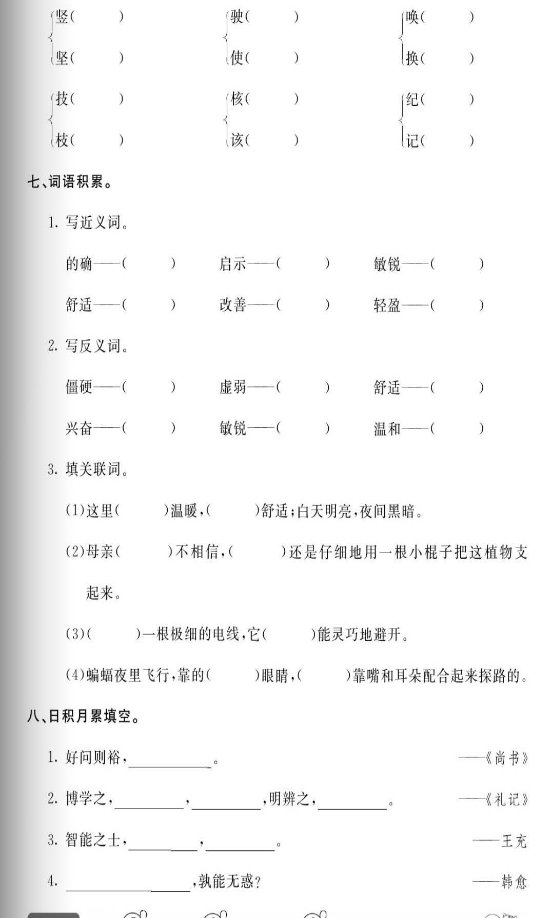 竖( ) 驶( ) 唤( )
坚( ) 使( ) 换( )
技( ) 核( ) 纪( )
枝( ) 该( ) 记( )
七、词语积累。
1. 写近义词。
的确——( ) 启示——( ) 敏锐——( )
舒适——( ) 改善——( ) 轻盈——( )
2. 写反义词。
僵硬——( ) 虚弱——( ) 舒适——( )
兴奋——( ) 敏锐——( ) 温和——( )
3. 填关联词。
(1)这里( )温暖,( )舒适;白天明亮,夜间黑暗。
(2)母亲( )不相信,( )还是仔细地用一根小棍子把这植物支
起来。
(3)( )一根极细的电线,它( )能灵巧地避开。
(4)蝙蝠夜里飞行,靠的( )眼睛,( )靠嘴和耳朵配合起来探路的。
八、日积月累填空。
1. 好问则裕,________。 ——《尚书》
2. 博学之,________,________,明辨之,________。 ——《礼记》
3. 智能之士,________,________。 ——王充
4. ____________,孰能无惑? ——韩愈